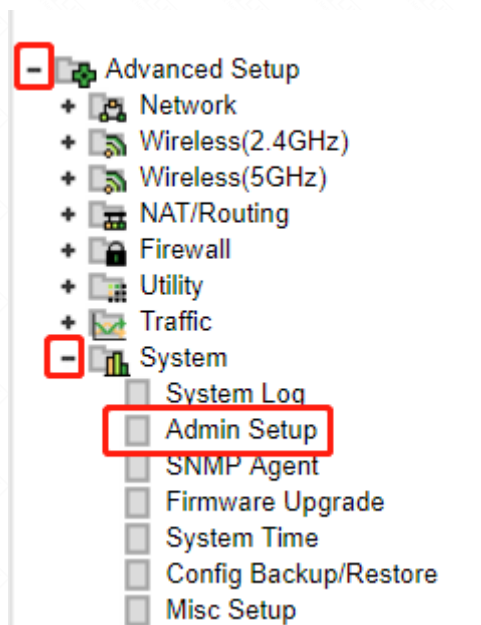 Advanced Setup
Network
Wireless(2.4GHz)
Wireless(5GHz)
NAT/Routing
Firewall
Utility
Traffic
System
System Log
Admin Setup
SNMP Agent
Firmware Upgrade
System Time
Config Backup/Restore
Misc Setup